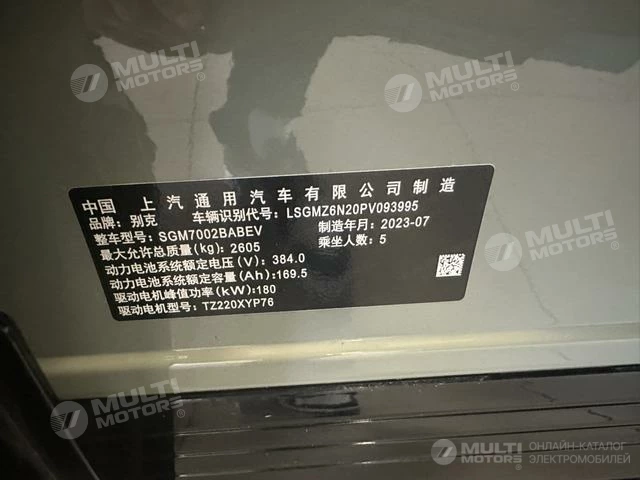 MULTI
MOTORS®
MULTI
MOTORS®
中国 上汽通用汽车有限公司制造
品牌：别克 车辆识别代号：LSGMZ6N20PV093995
整车型号：SGM7002BABEV 制造年月：2023-07
最大允许总质量(kg)：2605 乘坐人数：5
动力电池系统额定电压(V)：384.0
动力电池系统额定容量(Ah)：169.5
驱动电机峰值功率(kW)：180
驱动电机型号：TZ220XYP76
MULTI
MOTORS®
MULTI
MOTORS®
MULTI
MOTORS®
ОНЛАЙН-КАТАЛОГ
ЭЛЕКТРОМОБИЛЕЙ